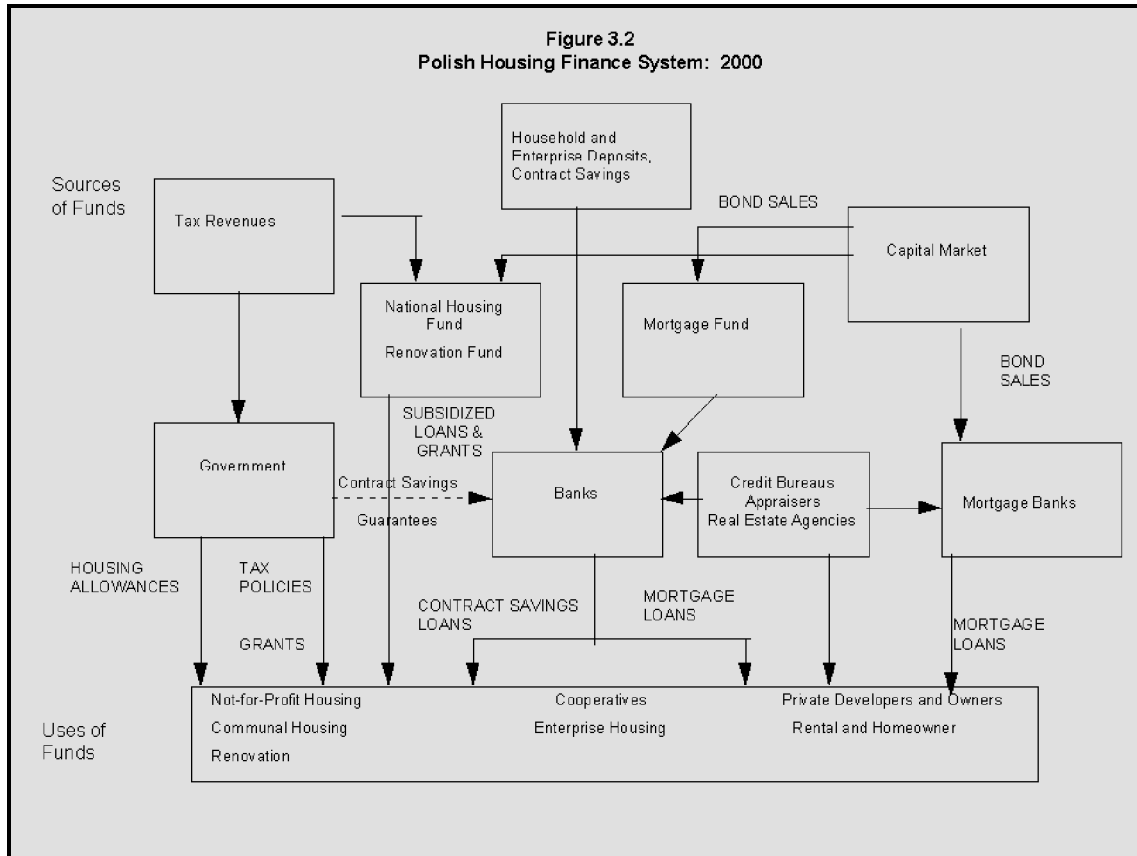 Figure 3.2
Polish Housing Finance System: 2000
Household and
Enterprise Deposits,
Contract Savings
Sources
of Funds
Tax Revenues
BOND SALES
Capital Market
National Housing
Fund
Renovation Fund
Mortgage Fund
BOND
SALES
SUBSIDIZED
LOANS &
GRANTS
Government
Contract Savings
Guarantees
Banks
Credit Bureaus
Appraisers
Real Estate Agencies
Mortgage Banks
HOUSING
ALLOWANCES
TAX
POLICIES
GRANTS
CONTRACT SAVINGS
LOANS
MORTGAGE
LOANS
MORTGAGE
LOANS
Uses of
Funds
Not-for-Profit Housing
Communal Housing
Renovation
Cooperatives
Enterprise Housing
Private Developers and Owners
Rental and Homeowner